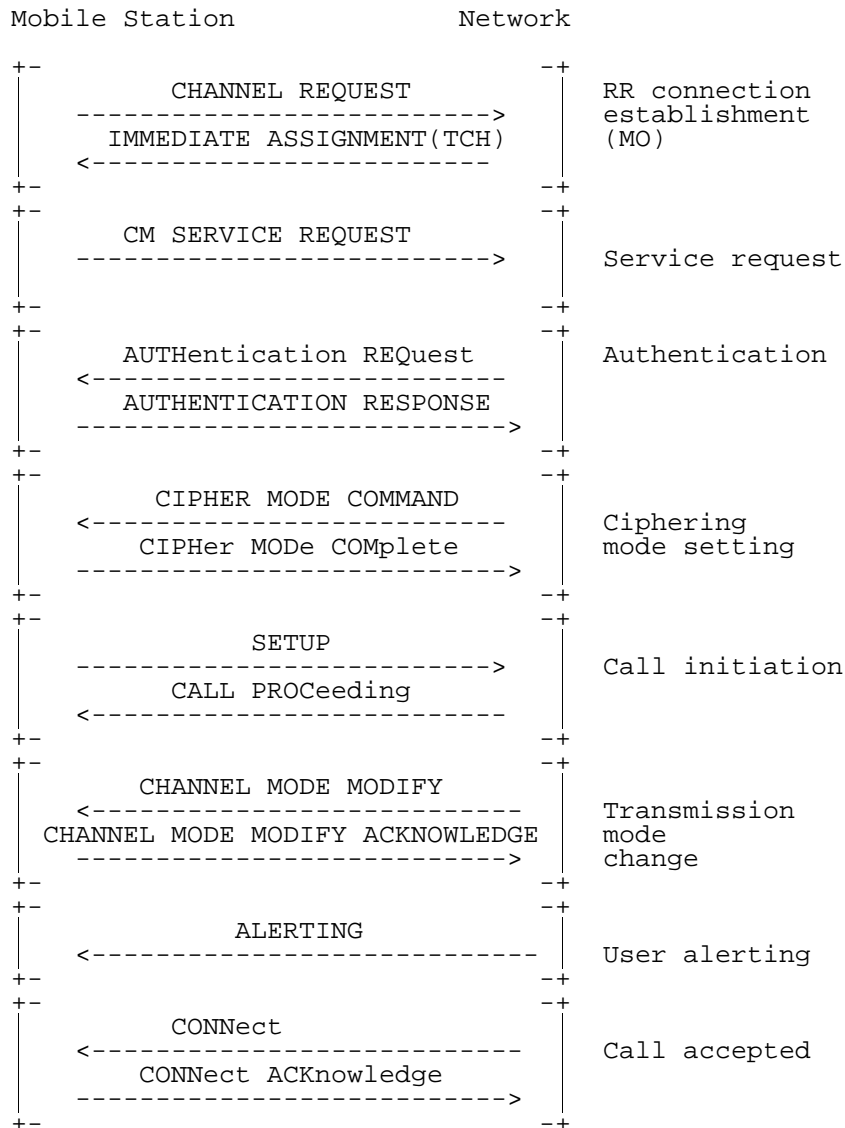 Mobile Station Network
CHANNEL REQUEST RR connection
---------------------------> establishment
IMMEDIATE ASSIGNMENT(TCH) (MO)
<--------------------------
CM SERVICE REQUEST
---------------------------> Service request
AUTHentication REQuest Authentication
<---------------------------
AUTHENTICATION RESPONSE
---------------------------->
CIPHER MODE COMMAND
<--------------------------- Ciphering
CIPHer MODe COMplete mode setting
---------------------------->
SETUP
---------------------------> Call initiation
CALL PROCeeding
<---------------------------
CHANNEL MODE MODIFY
<---------------------------- Transmission
CHANNEL MODE MODIFY ACKNOWLEDGE mode
----------------------------> change
ALERTING
<----------------------------- User alerting
CONNect
<---------------------------- Call accepted
CONNect ACKnowledge
---------------------------->